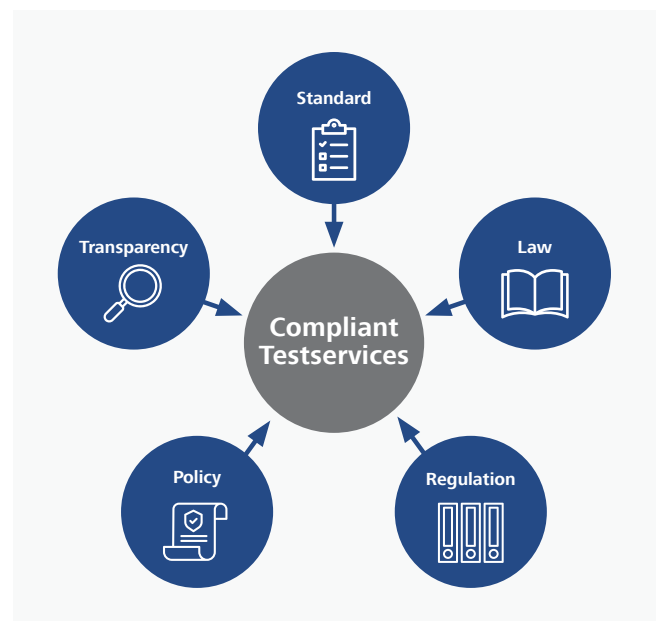 Standard
Transparency
Law
Compliant
Testservices
Policy
Regulation